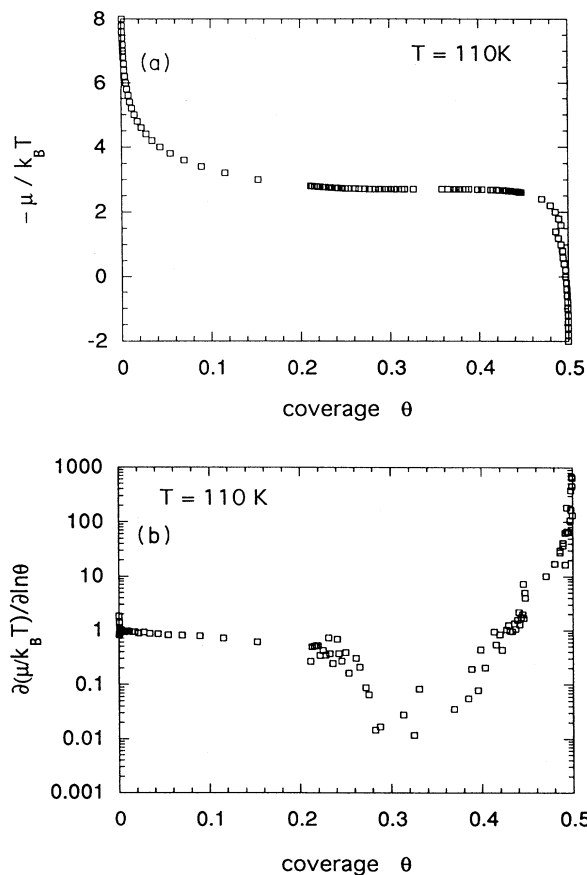 8
(a)
T = 110K
6
4
2
0
-2
– μ / k_B T
0 0.1 0.2 0.3 0.4 0.5
coverage θ
1000
T = 110 K
(b)
100
10
1
0.1
0.01
0.001
∂(μ/k_BT)/∂lnθ
0 0.1 0.2 0.3 0.4 0.5
coverage θ